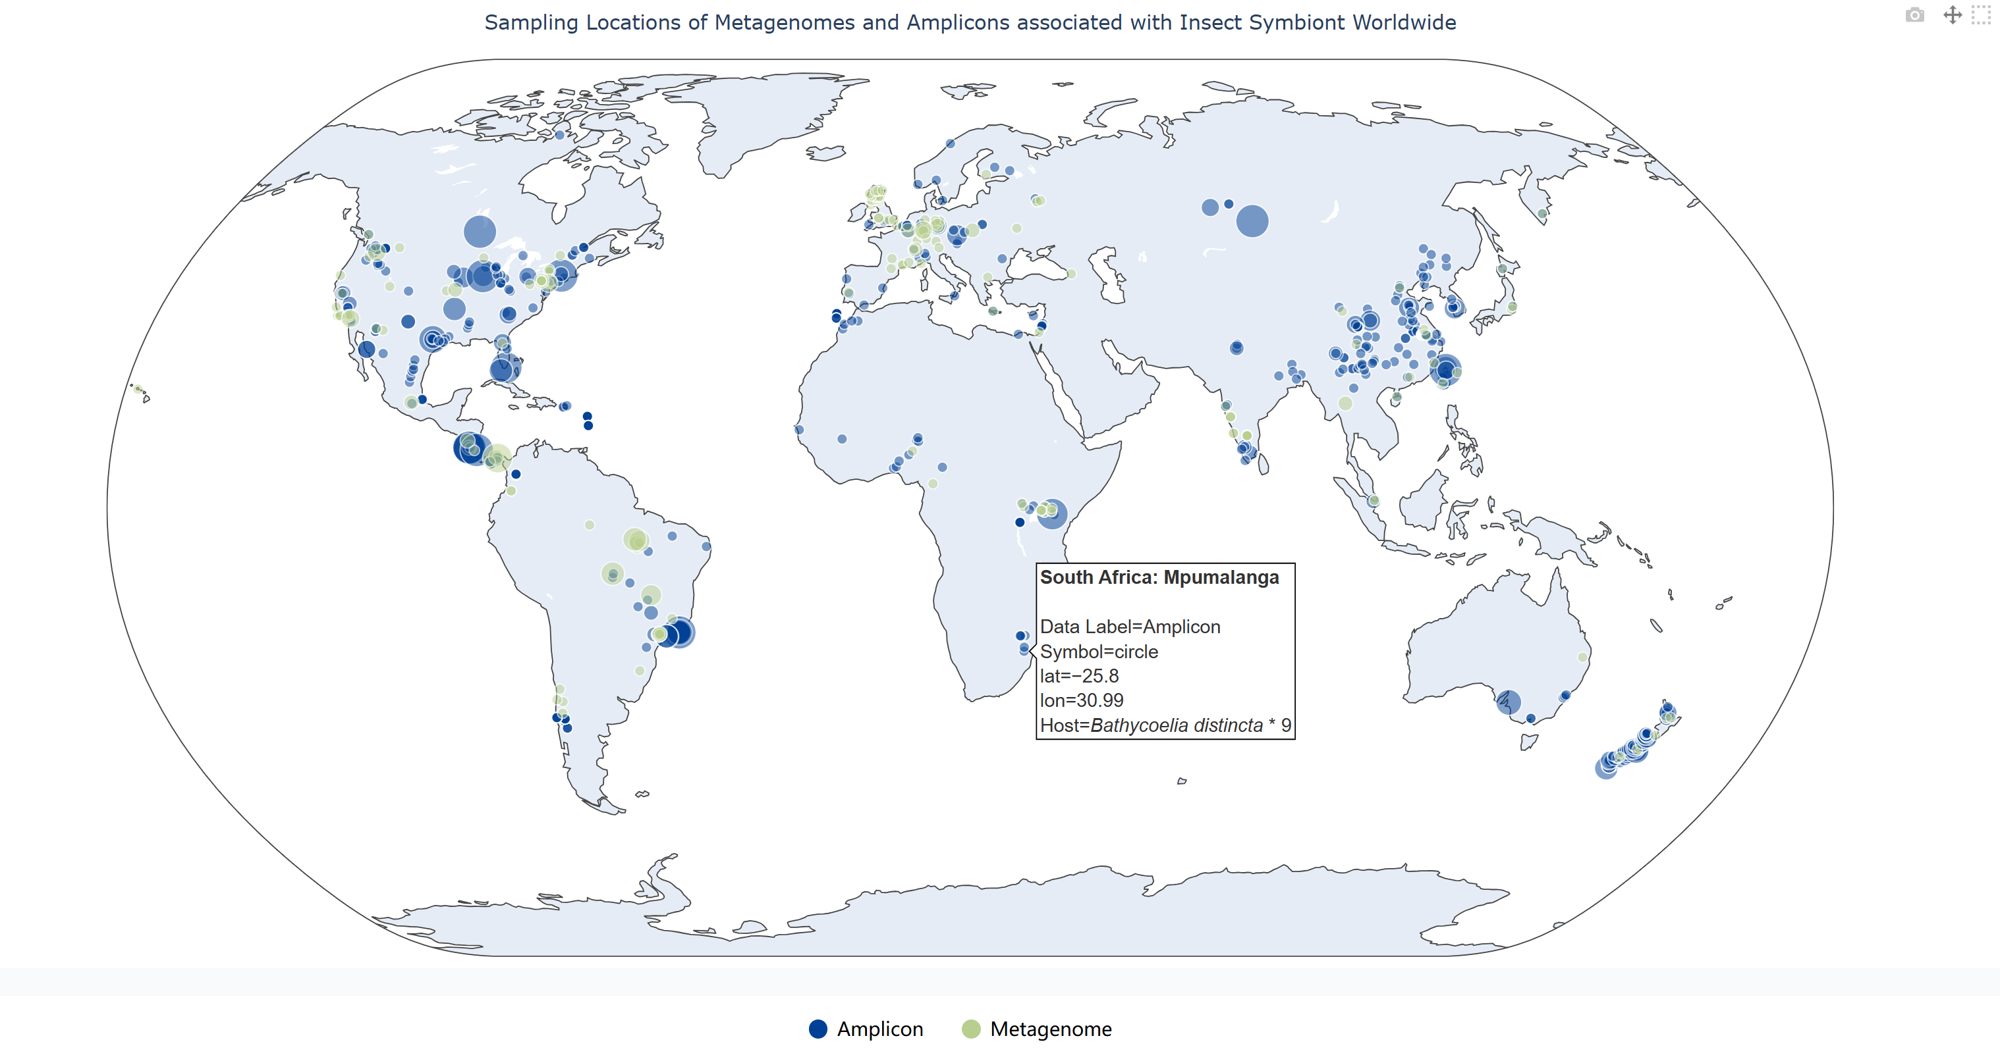 Sampling Locations of Metagenomes and Amplicons associated with Insect Symbiont Worldwide
South Africa: Mpumalanga
Data Label=Amplicon
Symbol=circle
lat=−25.8
lon=30.99
Host=Bathycoelia distincta * 9
Amplicon
Metagenome